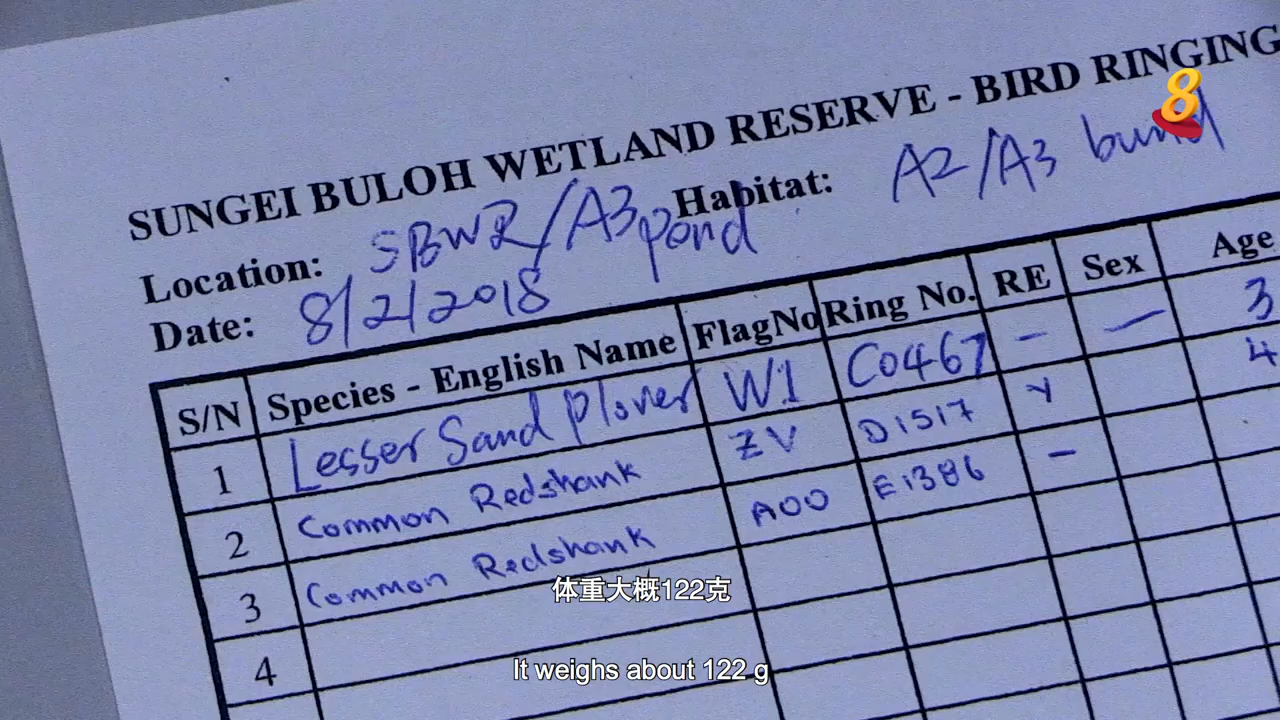 SUNGEI BULOH WETLAND RESERVE - BIRD RINGING
8
Location: SBWR/A3 pond Habitat: A2/A3 bund
Date: 8/2/2018
S/N Species - English Name FlagNo Ring No. RE Sex Age
1 Lesser Sand Plover W1 C0467 - - 3
2 Common Redshank ZV D1517 Y 4
3 Common Redshank A00 E1386 -
4
体重大概122克
It weighs about 122 g